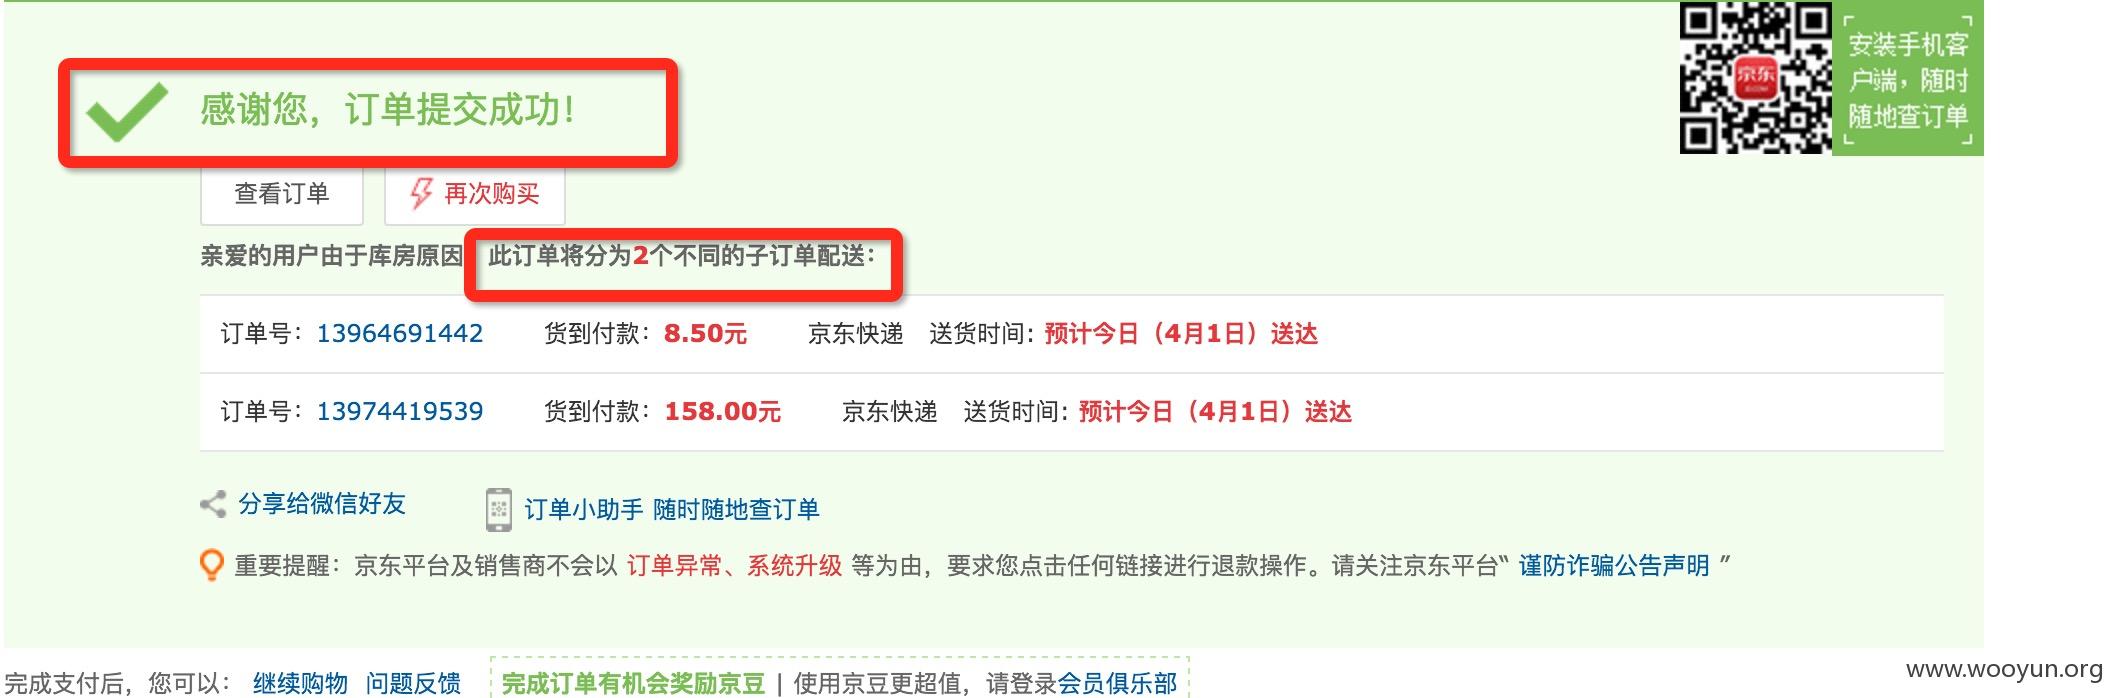 感谢您，订单提交成功！
安装手机客
户端，随时
随地查订单
京东
查看订单 再次购买
亲爱的用户由于库房原因 此订单将分为2个不同的子订单配送：
订单号：13964691442 货到付款：8.50元 京东快递 送货时间：预计今日（4月1日）送达
订单号：13974419539 货到付款：158.00元 京东快递 送货时间：预计今日（4月1日）送达
分享给微信好友 订单小助手 随时随地查订单
重要提醒：京东平台及销售商不会以 订单异常、系统升级 等为由，要求您点击任何链接进行退款操作。请关注京东平台“ 谨防诈骗公告声明 ”
完成支付后，您可以： 继续购物 问题反馈 完成订单有机会奖励京豆 | 使用京豆更超值，请登录会员俱乐部
www.wooyun.org